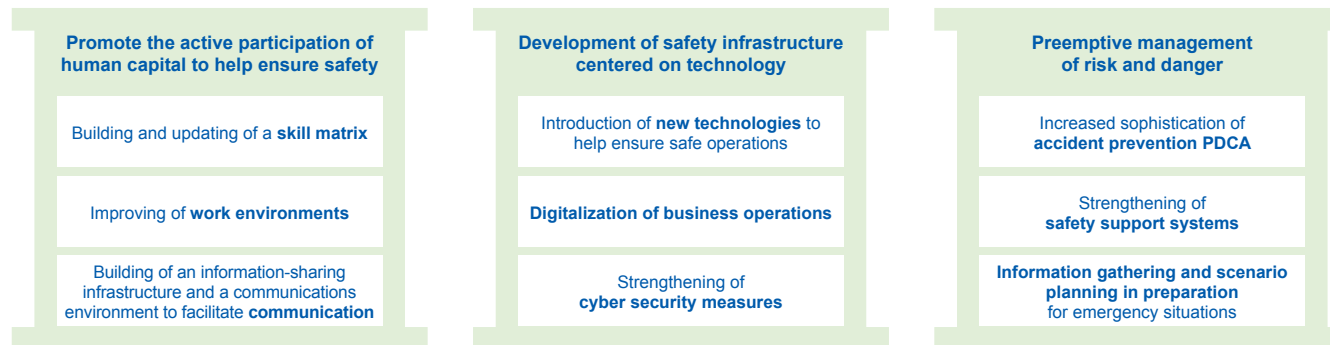 Promote the active participation of
human capital to help ensure safety
Building and updating of a skill matrix
Improving of work environments
Building of an information-sharing
infrastructure and a communications
environment to facilitate communication
Development of safety infrastructure
centered on technology
Introduction of new technologies to
help ensure safe operations
Digitalization of business operations
Strengthening of
cyber security measures
Preemptive management
of risk and danger
Increased sophistication of
accident prevention PDCA
Strengthening of
safety support systems
Information gathering and scenario
planning in preparation
for emergency situations